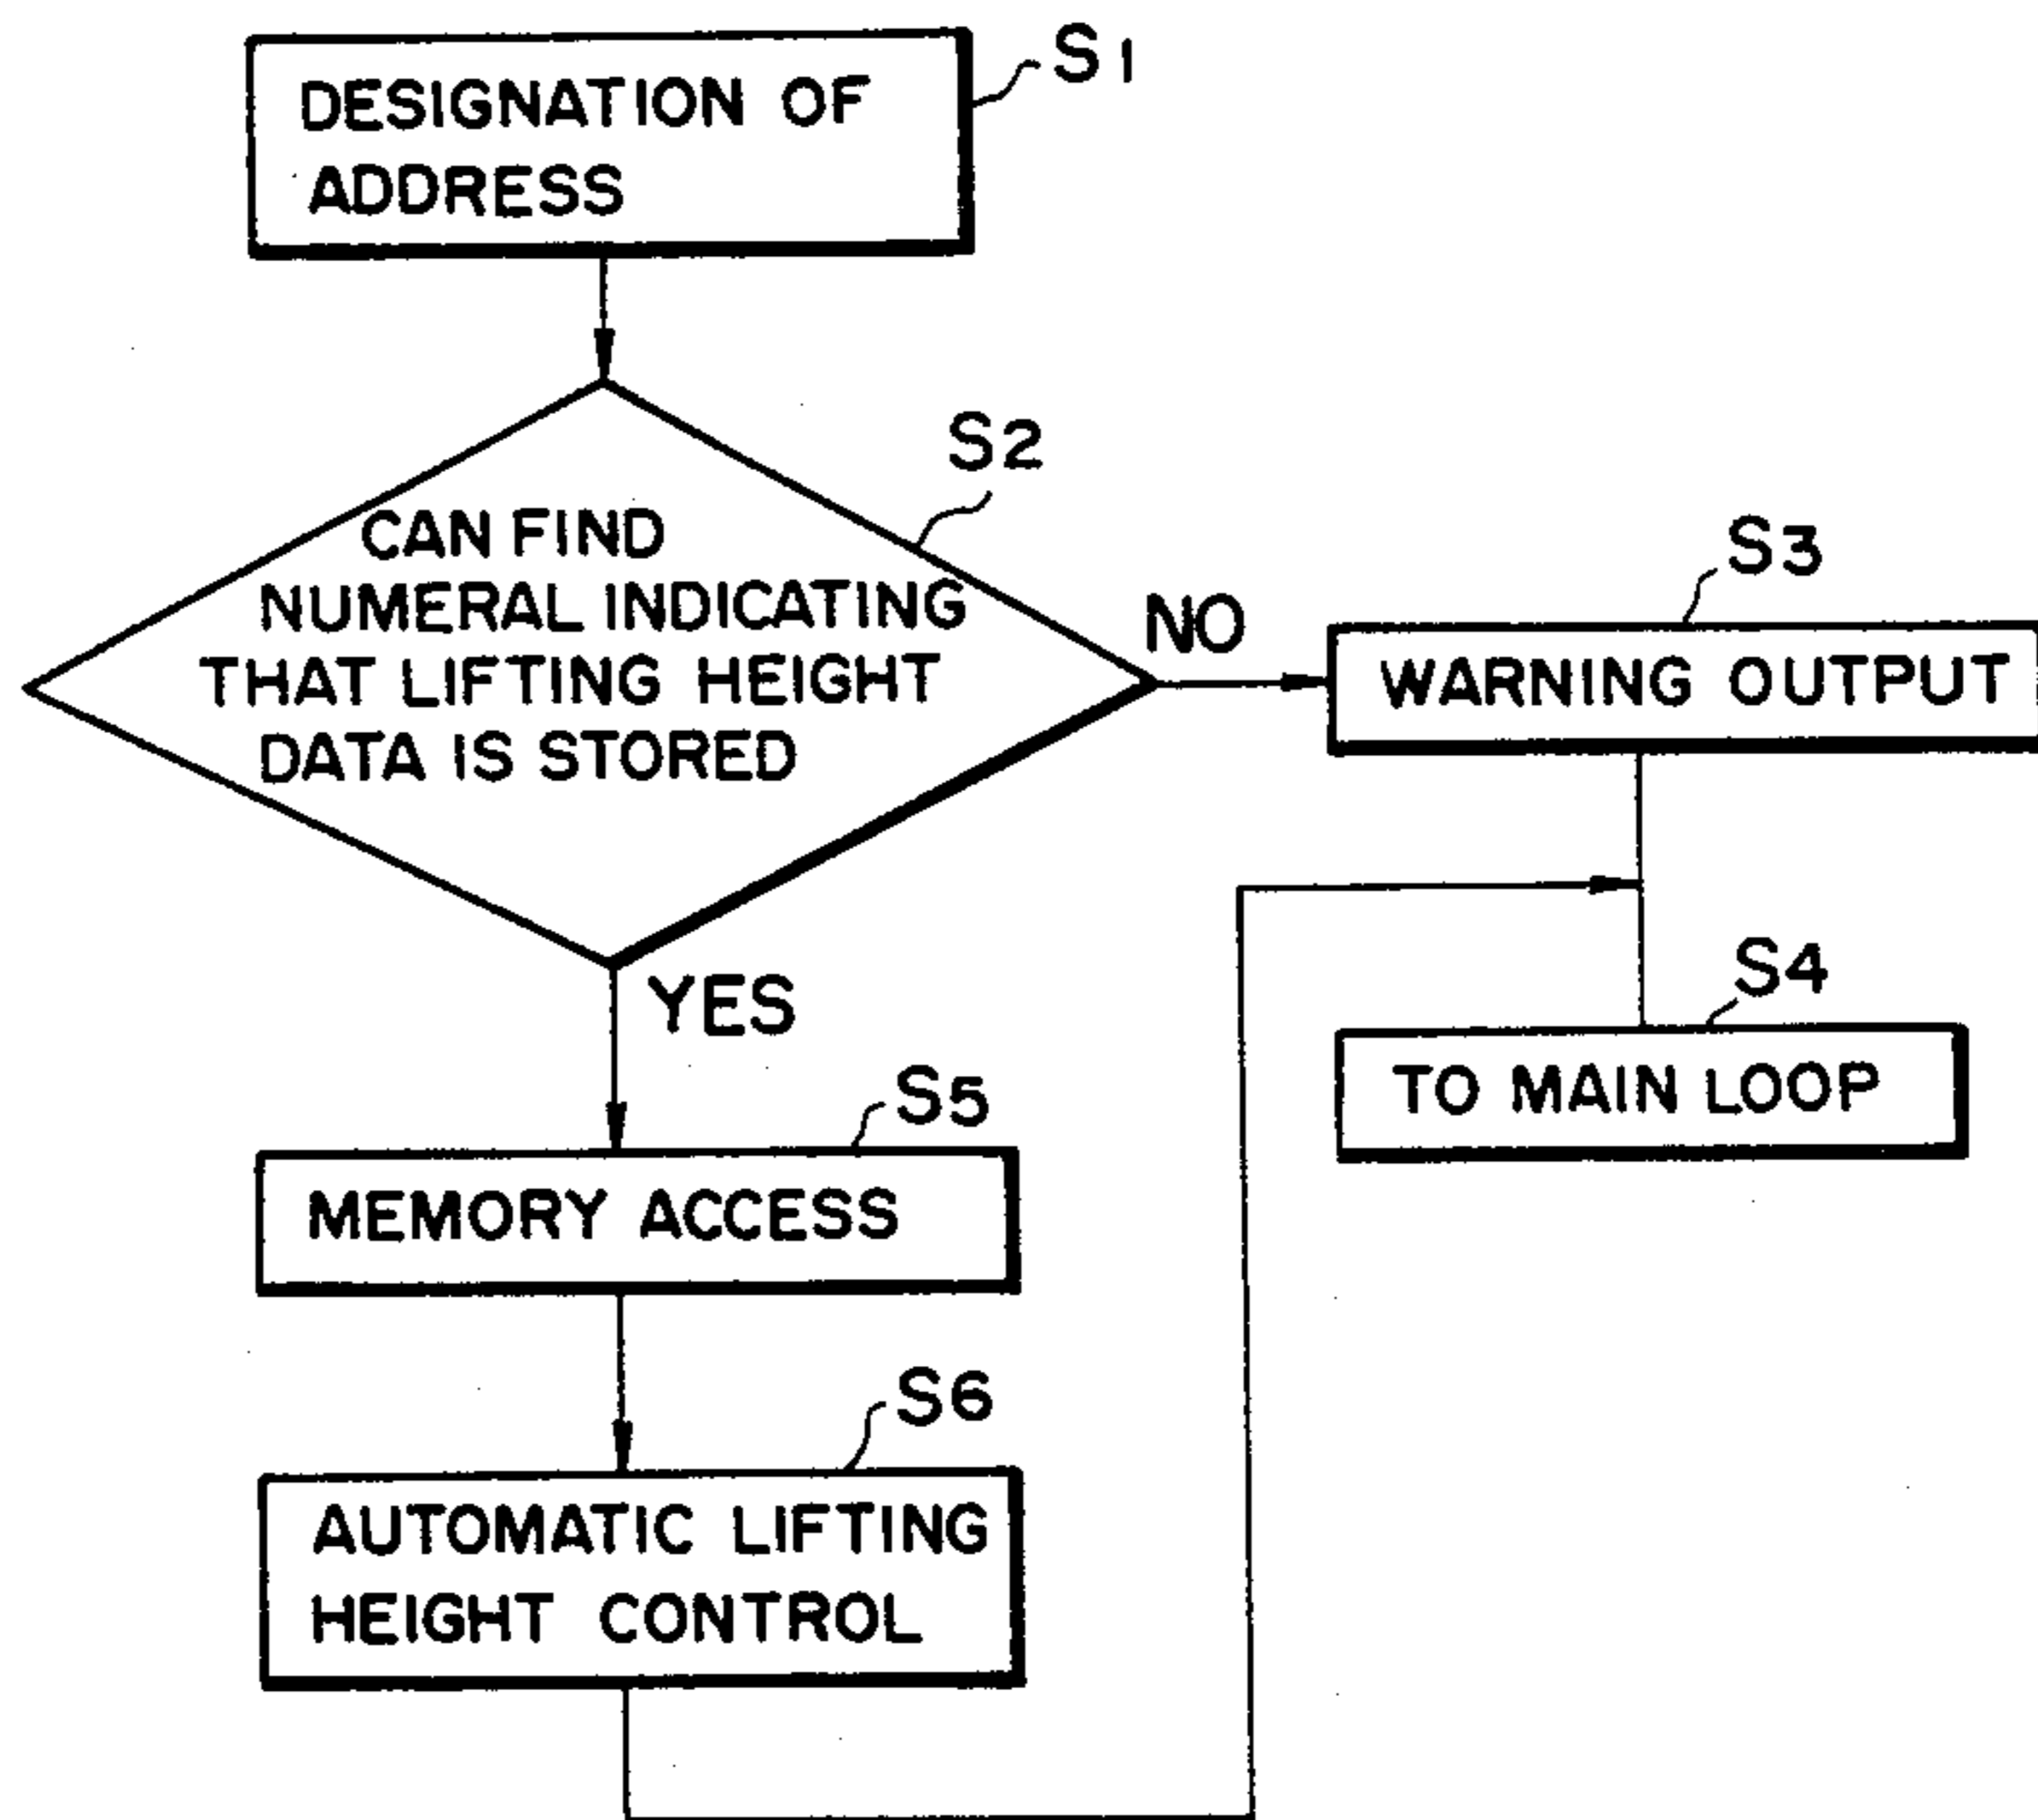 DESIGNATION OF
ADDRESS
S1
CAN FIND
NUMERAL INDICATING
THAT LIFTING HEIGHT
DATA IS STORED
S2
NO
WARNING OUTPUT
S3
TO MAIN LOOP
S4
YES
MEMORY ACCESS
S5
AUTOMATIC LIFTING
HEIGHT CONTROL
S6